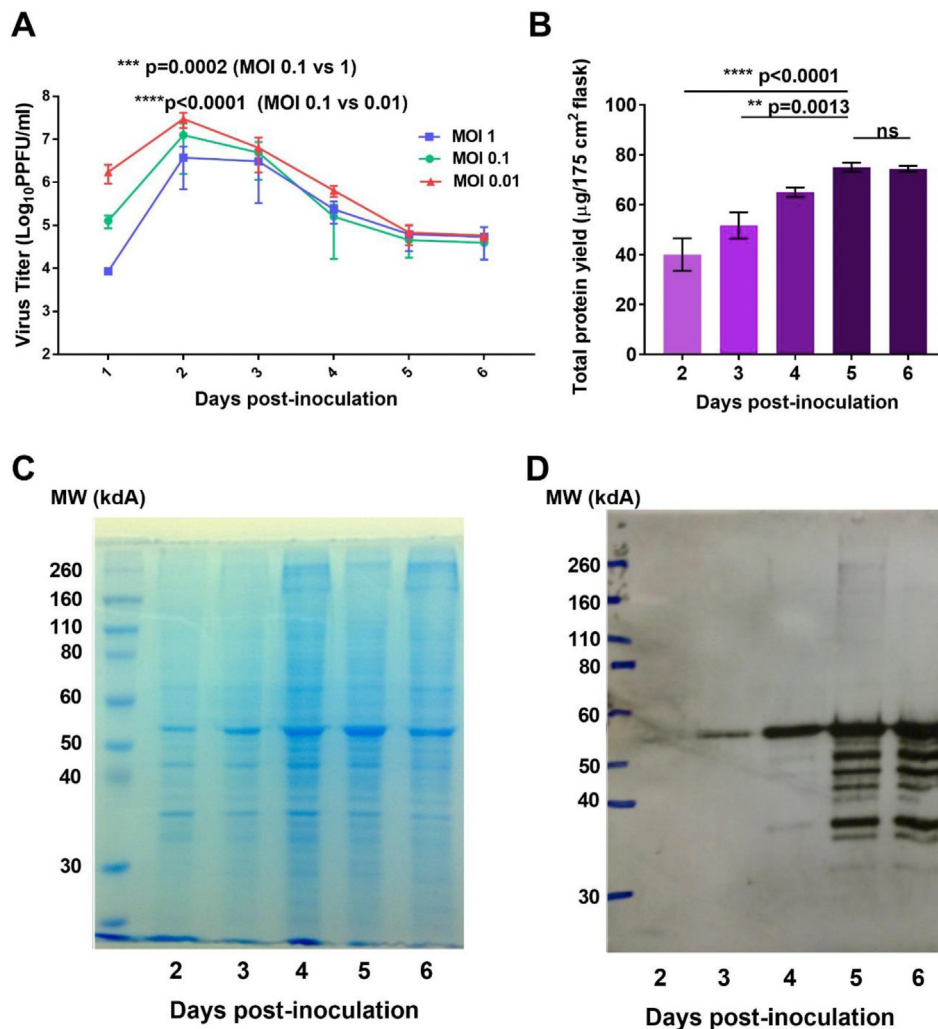 A
*** p=0.0002 (MOI 0.1 vs 1)
****p<0.0001 (MOI 0.1 vs 0.01)
MOI 1
MOI 0.1
MOI 0.01
Virus Titer (Log10PPFU/ml)
8
7
6
5
4
3
2
1 2 3 4 5 6
Days post-inoculation
B
**** p<0.0001
** p=0.0013
ns
Total protein yield (µg/175 cm² flask)
100
80
60
40
20
0
2 3 4 5 6
Days post-inoculation
C
MW (kdA)
260
160
110
80
60
50
40
30
2 3 4 5 6
Days post-inoculation
D
MW (kdA)
260
160
110
80
60
50
40
30
2 3 4 5 6
Days post-inoculation